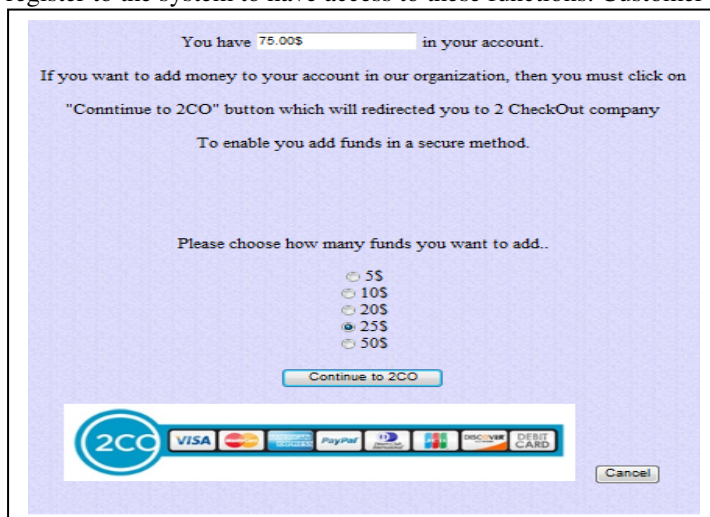 register to the system to have access to these functions. Customer
You have 75.00$ in your account.
If you want to add money to your account in our organization, then you must click on
"Conntinue to 2CO" button which will redirected you to 2 CheckOut company
To enable you add funds in a secure method.
Please choose how many funds you want to add..
5$
10$
20$
25$
50$
Continue to 2CO
2CO VISA PayPal JCB DISCOVER DEBIT CARD
Cancel